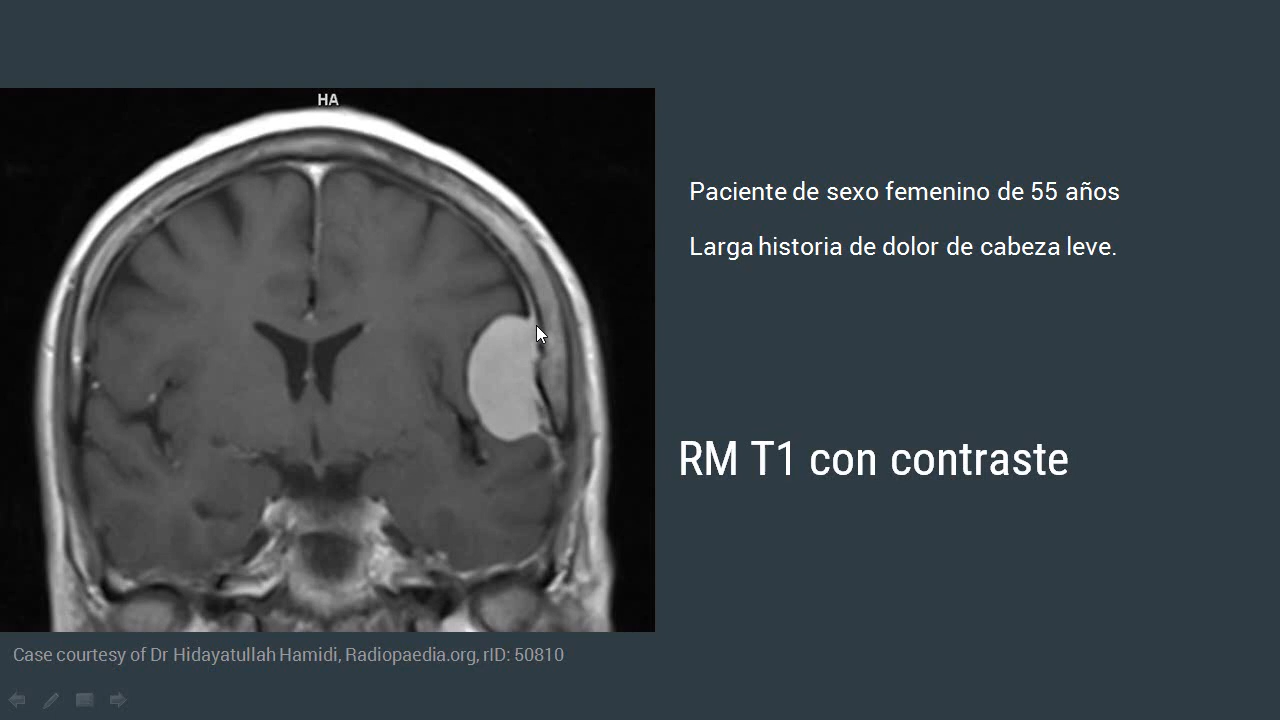 HA
Paciente de sexo femenino de 55 años
Larga historia de dolor de cabeza leve.
RM T1 con contraste
Case courtesy of Dr Hidayatullah Hamidi, Radiopaedia.org, rID: 50810